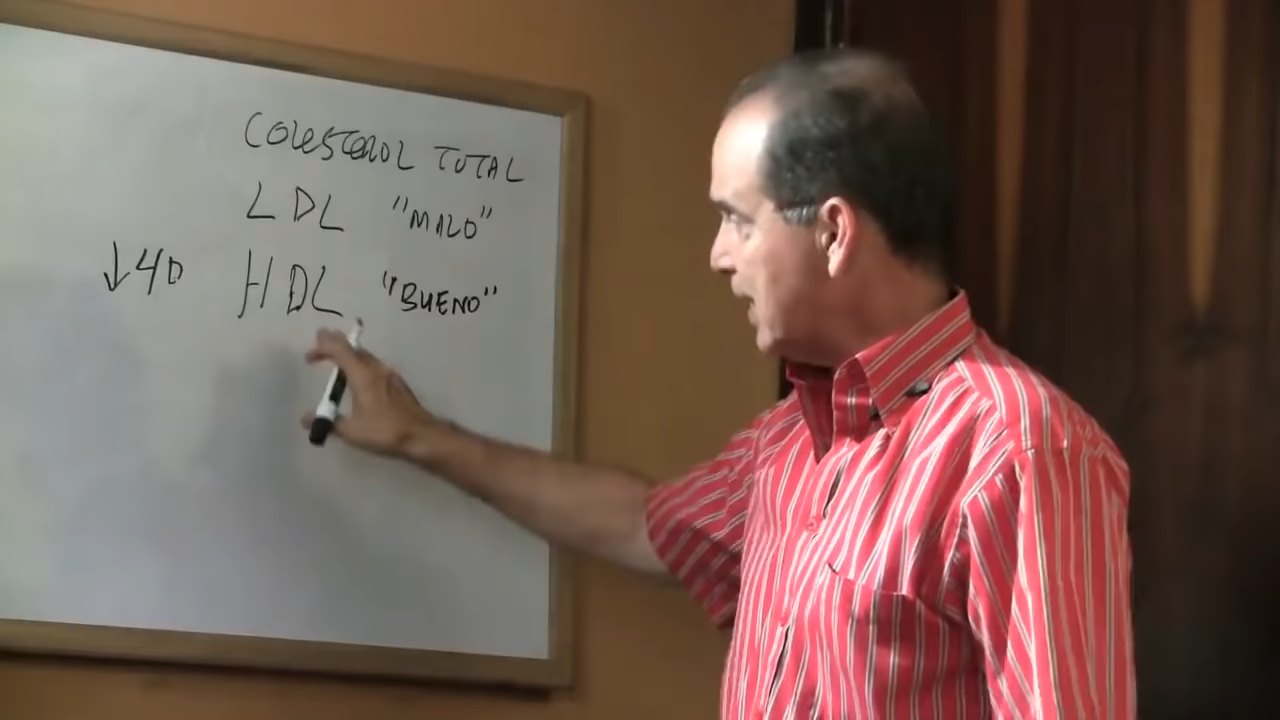 COLESTEROL TOTAL
LDL "MALO"
↓40 HDL "BUENO"